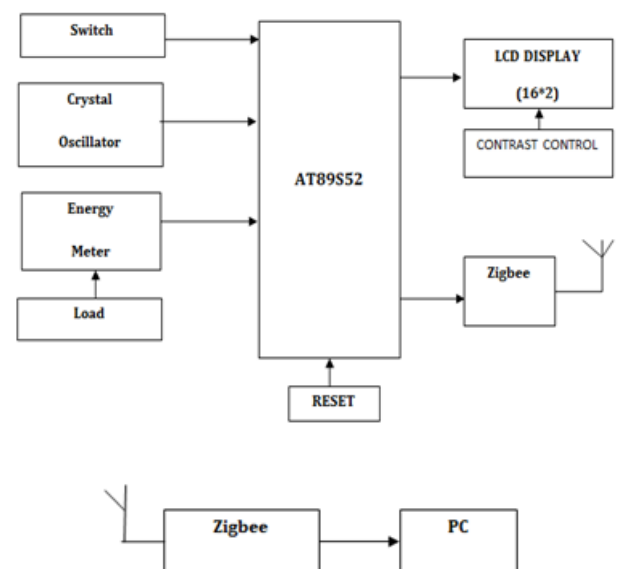 Switch
Crystal
Oscillator
Energy
Meter
Load
AT89S52
LCD DISPLAY
(16*2)
CONTRAST CONTROL
Zigbee
RESET
Zigbee
PC